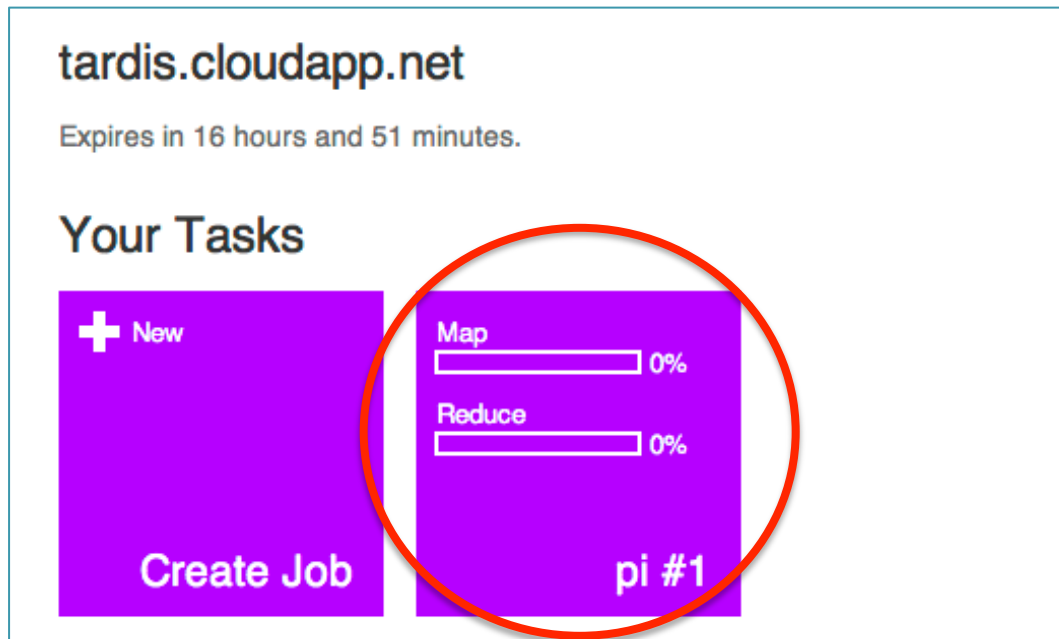 tardis.cloudapp.net
Expires in 16 hours and 51 minutes.
Your Tasks
New
Create Job
Map
0%
Reduce
0%
pi #1